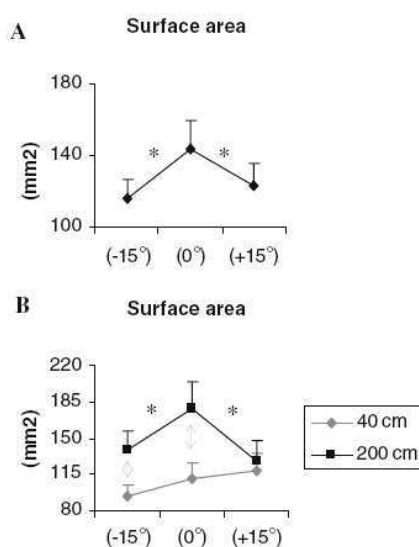 A
Surface area
180
140
100
(mm2)
*
*
(-15°)
(0°)
(+15°)
B
Surface area
220
185
150
115
80
(mm2)
*
*
(-15°)
(0°)
(+15°)
40 cm
200 cm